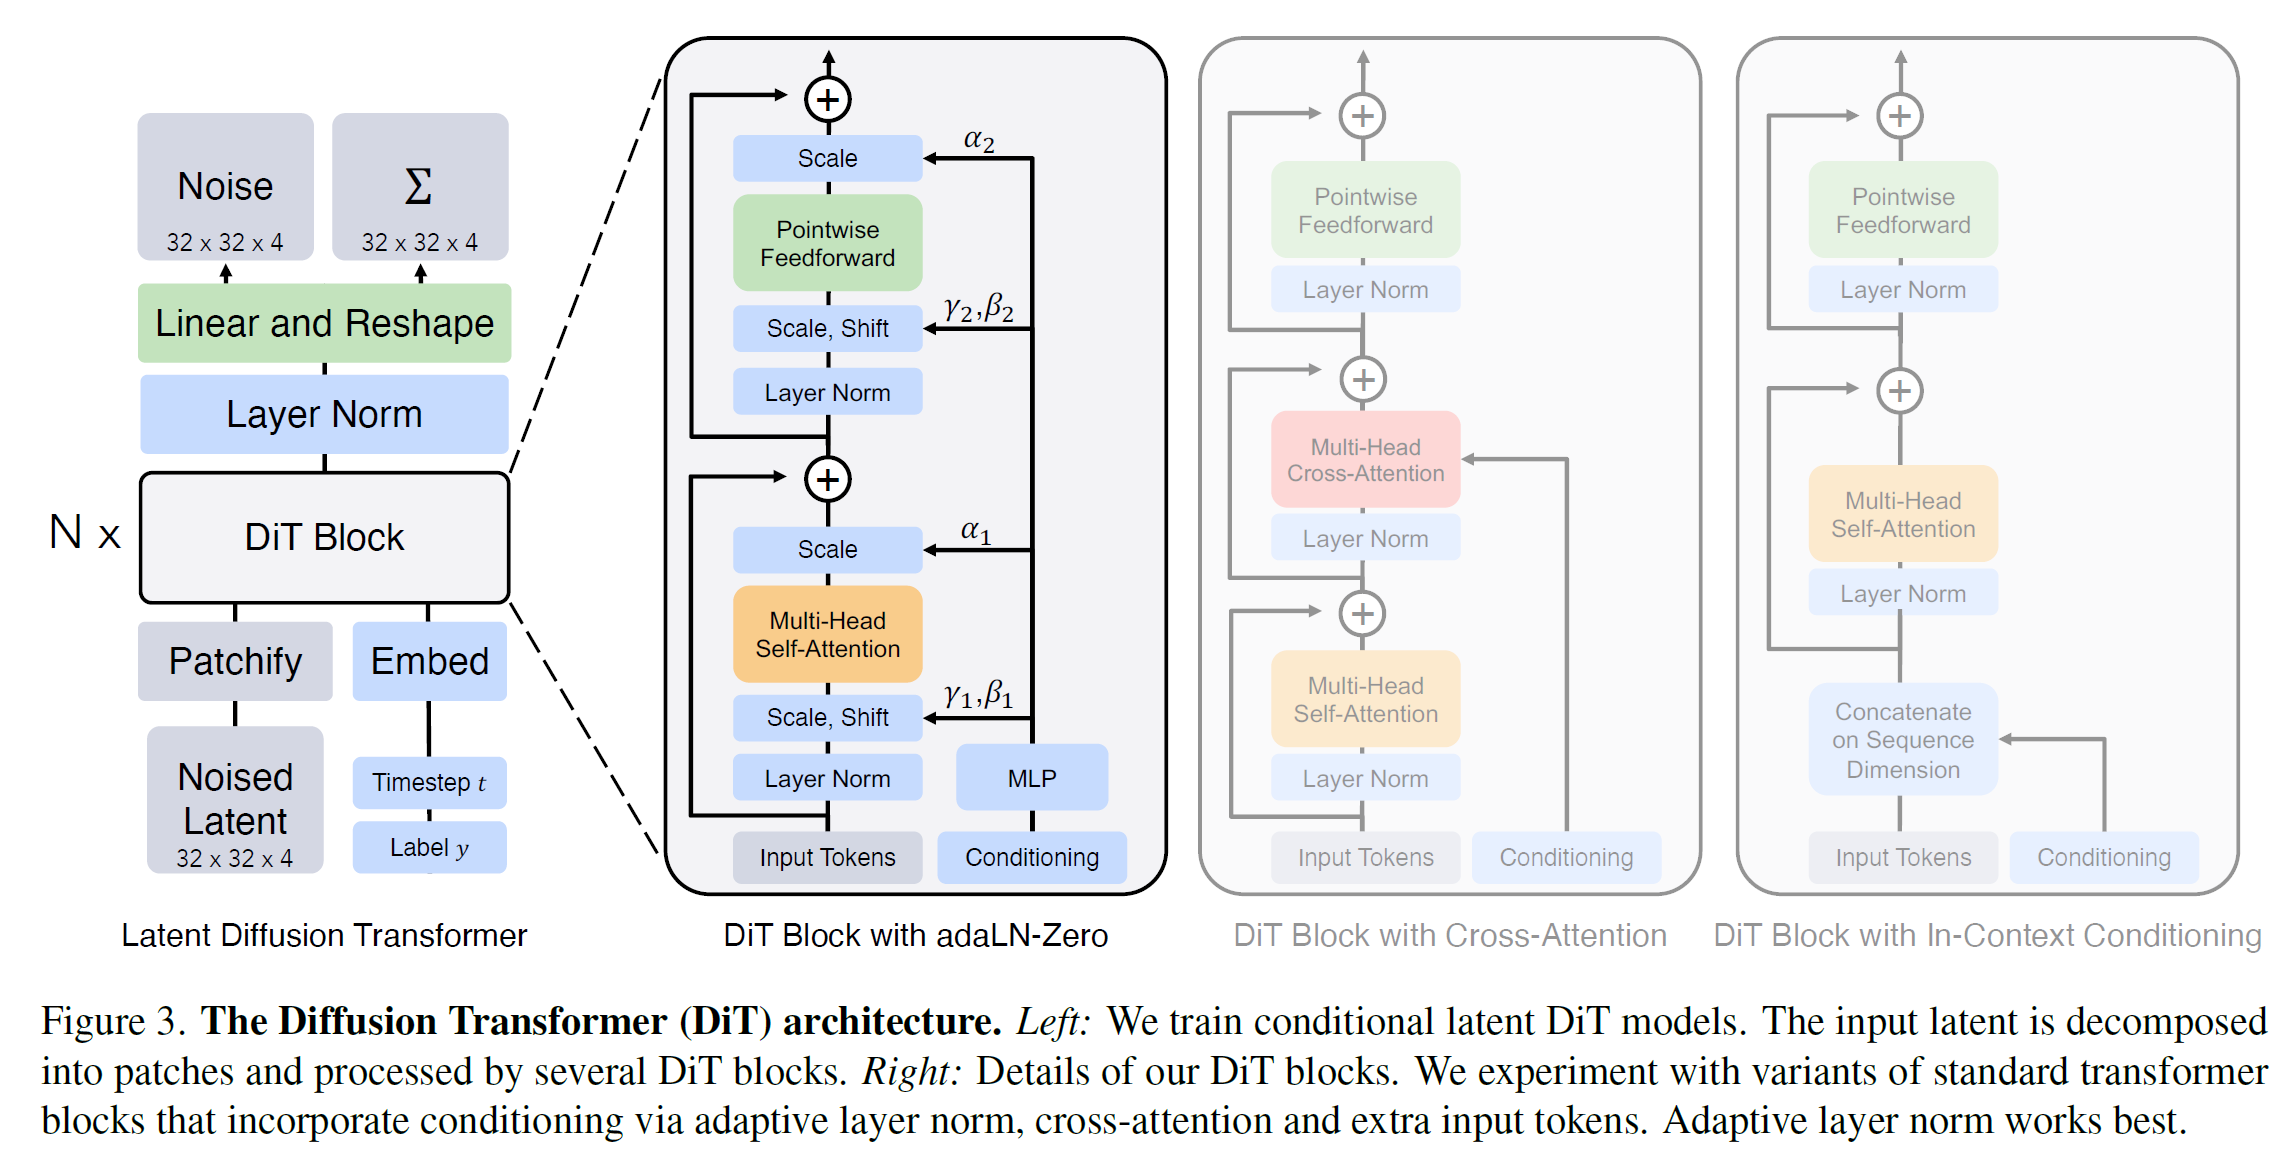 Noise
32 x 32 x 4
Σ
32 x 32 x 4
Linear and Reshape
Layer Norm
N x
DiT Block
Patchify
Embed
Noised
Latent
32 x 32 x 4
Timestep t
Label y
Latent Diffusion Transformer
+
α₂
Scale
Pointwise
Feedforward
γ₂,β₂
Scale, Shift
Layer Norm
+
α₁
Scale
Multi-Head
Self-Attention
γ₁,β₁
Scale, Shift
Layer Norm
MLP
Input Tokens
Conditioning
DiT Block with adaLN-Zero
+
Pointwise
Feedforward
Layer Norm
+
Multi-Head
Cross-Attention
Layer Norm
+
Multi-Head
Self-Attention
Layer Norm
Input Tokens
Conditioning
DiT Block with Cross-Attention
+
Pointwise
Feedforward
Layer Norm
+
Multi-Head
Self-Attention
Layer Norm
Concatenate
on Sequence
Dimension
Input Tokens
Conditioning
DiT Block with In-Context Conditioning
Figure 3. The Diffusion Transformer (DiT) architecture. Left: We train conditional latent DiT models. The input latent is decomposed
into patches and processed by several DiT blocks. Right: Details of our DiT blocks. We experiment with variants of standard transformer
blocks that incorporate conditioning via adaptive layer norm, cross-attention and extra input tokens. Adaptive layer norm works best.